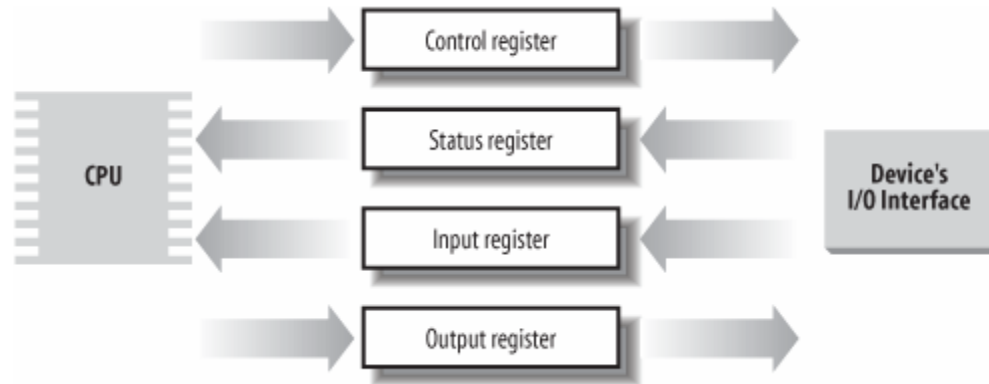 Control register
Status register
CPU
Device's
I/O Interface
Input register
Output register